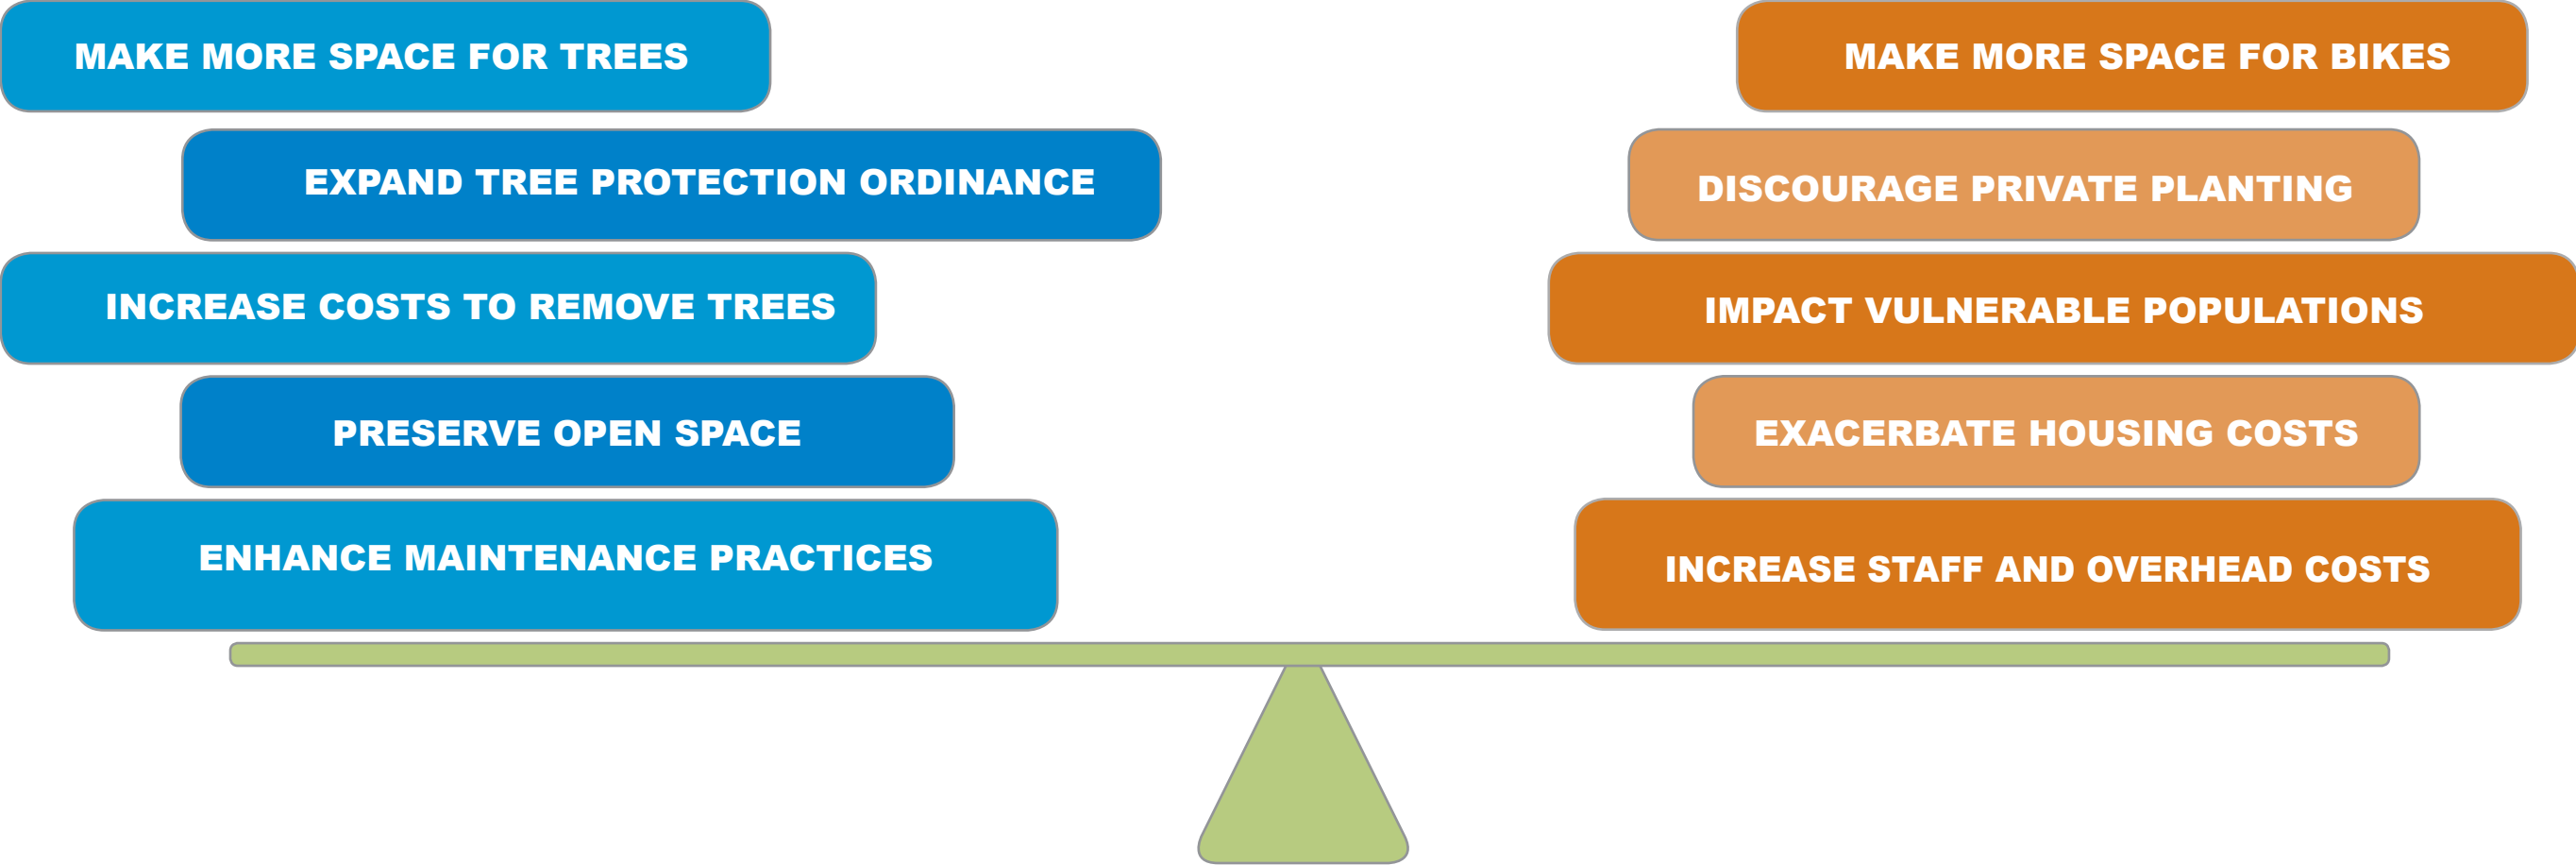 MAKE MORE SPACE FOR TREES
EXPAND TREE PROTECTION ORDINANCE
INCREASE COSTS TO REMOVE TREES
PRESERVE OPEN SPACE
ENHANCE MAINTENANCE PRACTICES
MAKE MORE SPACE FOR BIKES
DISCOURAGE PRIVATE PLANTING
IMPACT VULNERABLE POPULATIONS
EXACERBATE HOUSING COSTS
INCREASE STAFF AND OVERHEAD COSTS